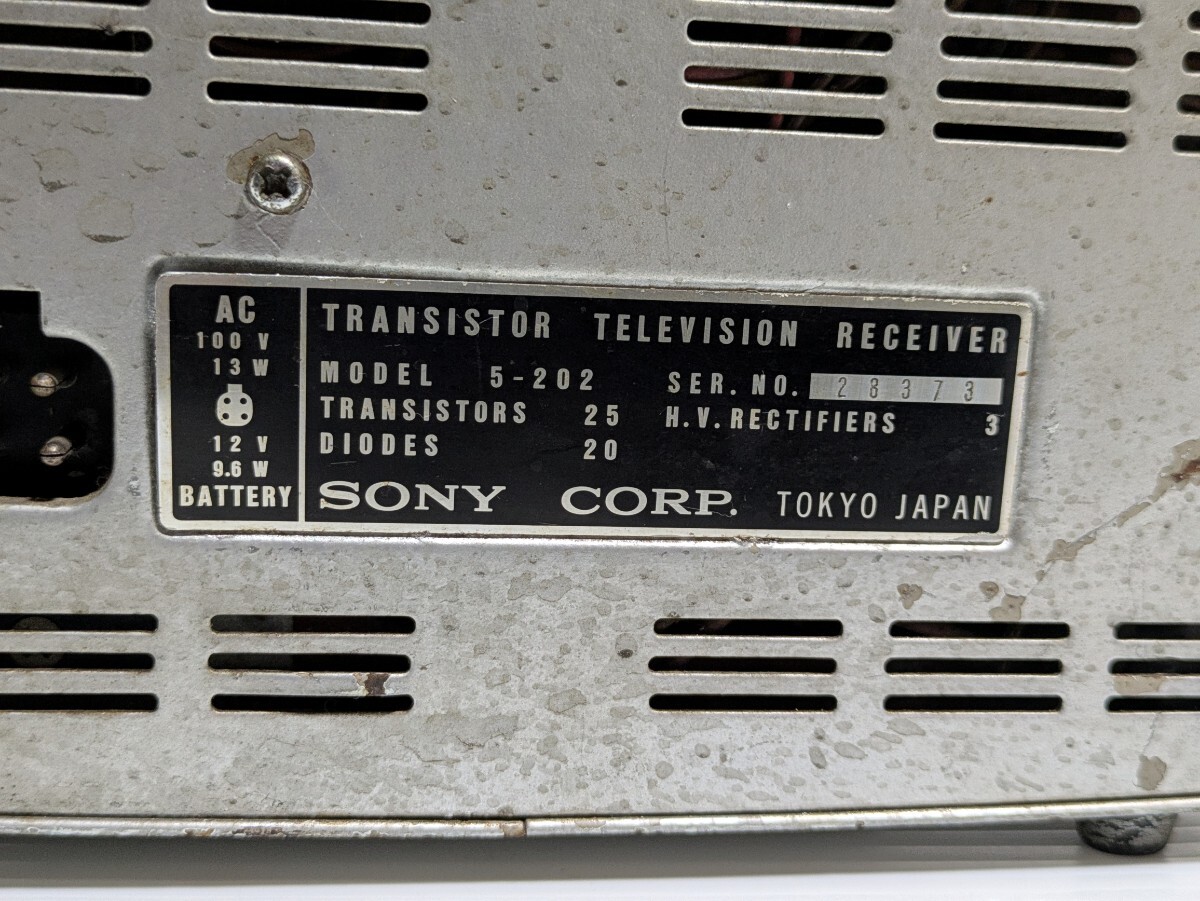 AC
100 V
13 W
12 V
9.6 W
BATTERY
TRANSISTOR TELEVISION RECEIVER
MODEL 5-202 SER. NO. 28373
TRANSISTORS 25 H.V. RECTIFIERS 3
DIODES 20
SONY CORP. TOKYO JAPAN